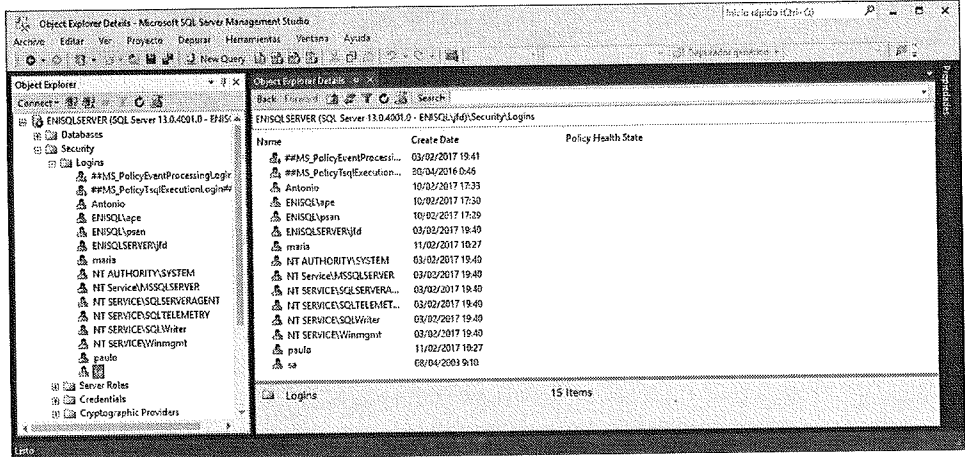 Object Explorer Details - Microsoft SQL Server Management Studio
Inicio rápido (Ctrl+Q)
Archivo Editar Ver Proyecto Depurar Herramientas Ventana Ayuda
New Query
Object Explorer
Connect
ENISQLSERVER (SQL Server 13.0.4001.0 - ENISQ
Databases
Security
Logins
##MS_PolicyEventProcessingLogin
##MS_PolicyTsqlExecutionLogin##
Antonio
ENISQL\ape
ENISQL\psan
ENISQLSERVER\jfd
maria
NT AUTHORITY\SYSTEM
NT Service\MSSQLSERVER
NT SERVICE\SQLSERVERAGENT
NT SERVICE\SQLTELEMETRY
NT SERVICE\SQLWriter
NT SERVICE\Winmgmt
paulo
Server Roles
Credentials
Cryptographic Providers
Object Explorer Details
Back Forward Search
ENISQLSERVER (SQL Server 13.0.4001.0 - ENISQL\jfd)\Security\Logins
Name Create Date Policy Health State
##MS_PolicyEventProcessi... 03/02/2017 19:41
##MS_PolicyTsqlExecution... 30/04/2016 0:46
Antonio 10/02/2017 17:33
ENISQL\ape 10/02/2017 17:30
ENISQL\psan 10/02/2017 17:29
ENISQLSERVER\jfd 03/02/2017 19:40
maria 11/02/2017 10:27
NT AUTHORITY\SYSTEM 03/02/2017 19:40
NT Service\MSSQLSERVER 03/02/2017 19:40
NT SERVICE\SQLSERVERA... 03/02/2017 19:40
NT SERVICE\SQLTELEMET... 03/02/2017 19:40
NT SERVICE\SQLWriter 03/02/2017 19:40
NT SERVICE\Winmgmt 03/02/2017 19:40
paulo 11/02/2017 10:27
sa 08/04/2003 9:10
Logins 15 Items
Propiedades
Listo